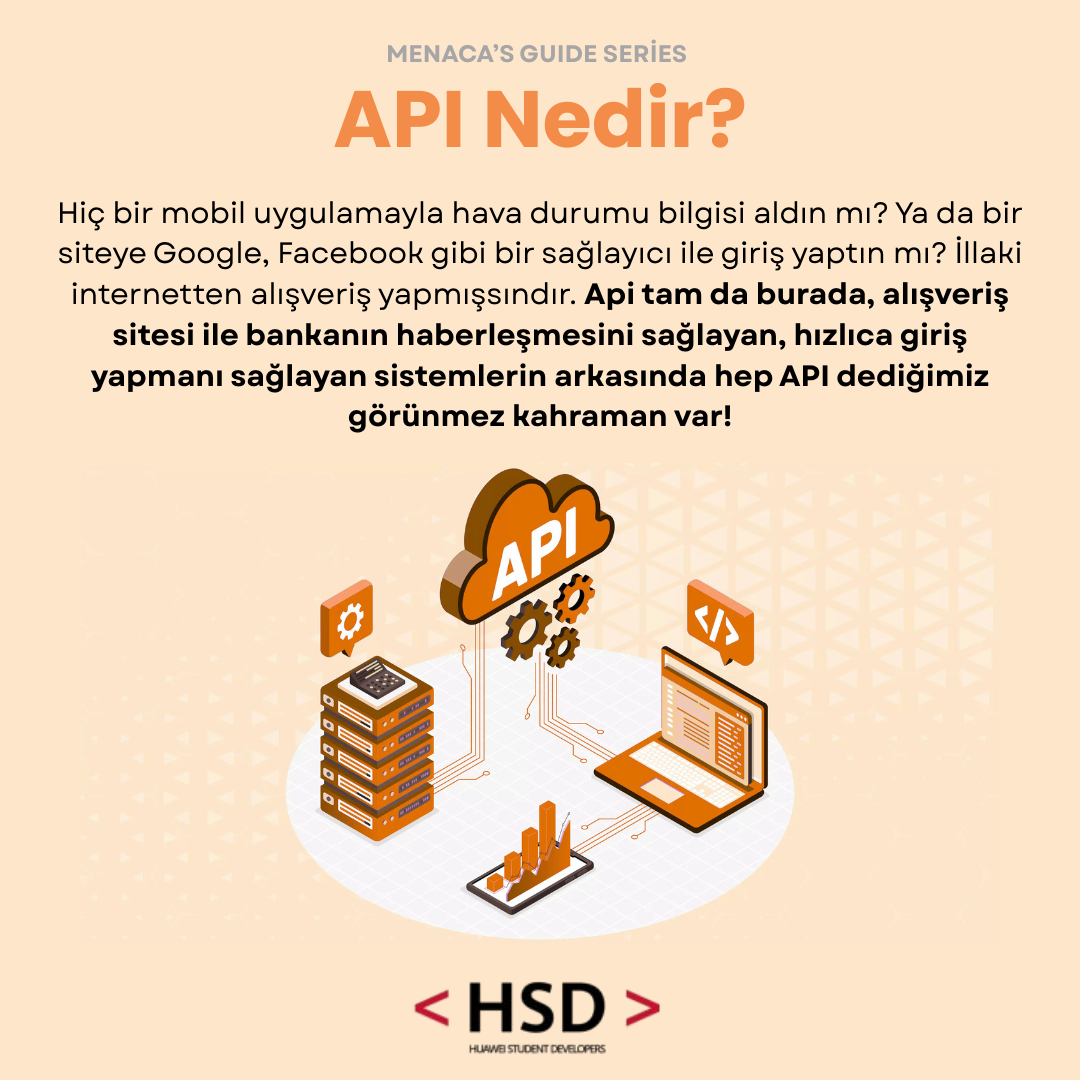 MENACA’S GUIDE SERİES
API Nedir?
Hiç bir mobil uygulamayla hava durumu bilgisi aldın mı? Ya da bir
siteye Google, Facebook gibi bir sağlayıcı ile giriş yaptın mı? İllaki
internetten alışveriş yapmışsındır. Api tam da burada, alışveriş
sitesi ile bankanın haberleşmesini sağlayan, hızlıca giriş
yapmanı sağlayan sistemlerin arkasında hep API dediğimiz
görünmez kahraman var!
API
</>
< HSD >
HUAWEI STUDENT DEVELOPERS